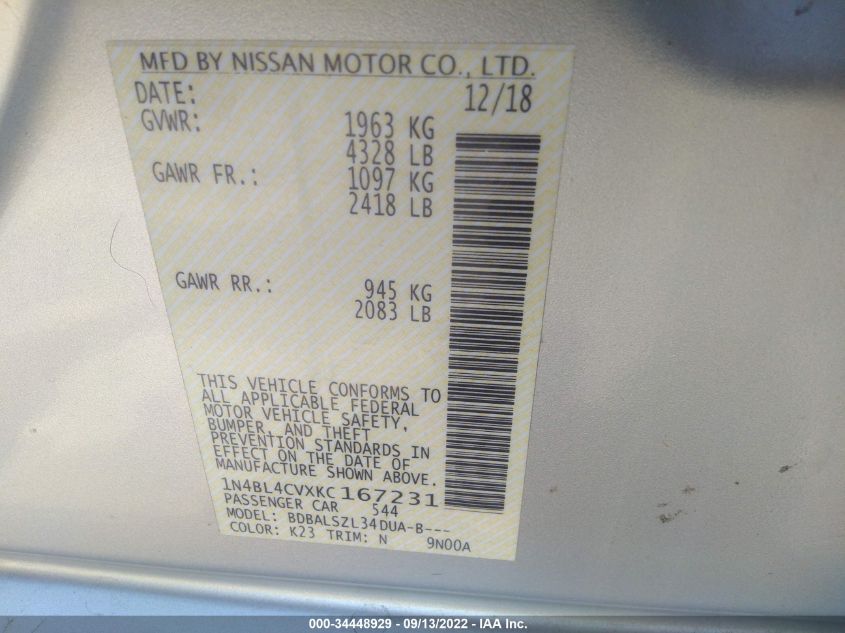 MFD BY NISSAN MOTOR CO., LTD.
DATE: 12/18
GVWR: 1963 KG
4328 LB
GAWR FR.: 1097 KG
2418 LB
GAWR RR.: 945 KG
2083 LB
THIS VEHICLE CONFORMS TO
ALL APPLICABLE FEDERAL
MOTOR VEHICLE SAFETY,
BUMPER, AND THEFT
PREVENTION STANDARDS IN
EFFECT ON THE DATE OF
MANUFACTURE SHOWN ABOVE.
1N4BL4CVXKC167231
PASSENGER CAR 544
MODEL: BDBALSZL34DUA-B---
COLOR: K23 TRIM: N 9N00A
000-34448929 - 09/13/2022 - IAA Inc.